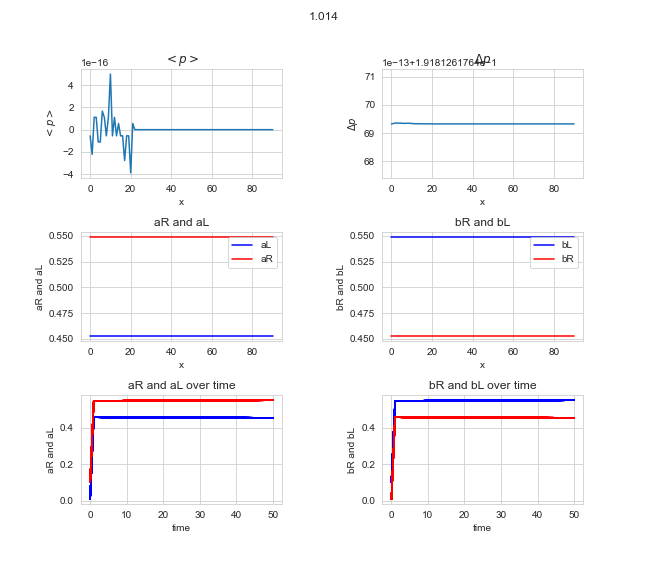 1.014
<p>
1e−16
4
2
0
−2
−4
<p>
0 20 40 60 80
x
Δp
1e−13+1.9181261764e−1
71
70
69
68
Δp
0 20 40 60 80
x
aR and aL
0.550
0.525
0.500
0.475
0.450
aR and aL
aL
aR
0 20 40 60 80
x
bR and bL
0.550
0.525
0.500
0.475
0.450
bR and bL
bL
bR
0 20 40 60 80
x
aR and aL over time
0.4
0.2
0.0
aR and aL
0 10 20 30 40 50
time
bR and bL over time
0.4
0.2
0.0
bR and bL
0 10 20 30 40 50
time